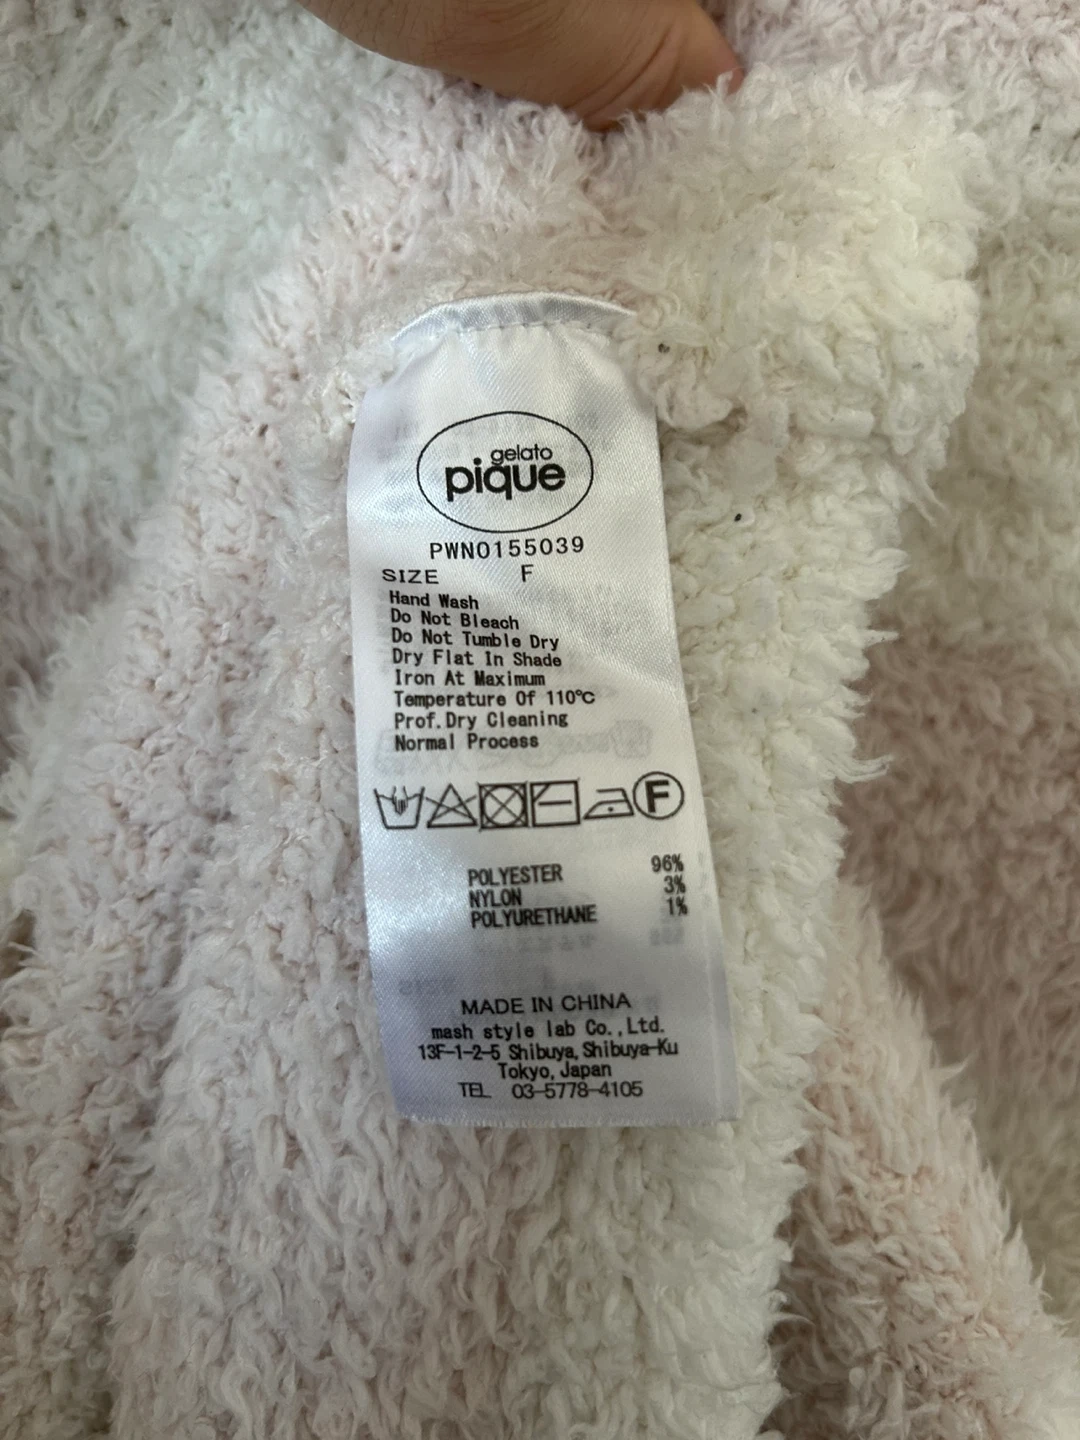 gelato
pique
PWNO155039
SIZE F
Hand Wash
Do Not Bleach
Do Not Tumble Dry
Dry Flat In Shade
Iron At Maximum
Temperature Of 110℃
Prof.Dry Cleaning
Normal Process
F
POLYESTER 96%
NYLON 3%
POLYURETHANE 1%
MADE IN CHINA
mash style lab Co.,Ltd.
13F-1-2-5 Shibuya,Shibuya-Ku
Tokyo,Japan
TEL 03-5778-4105